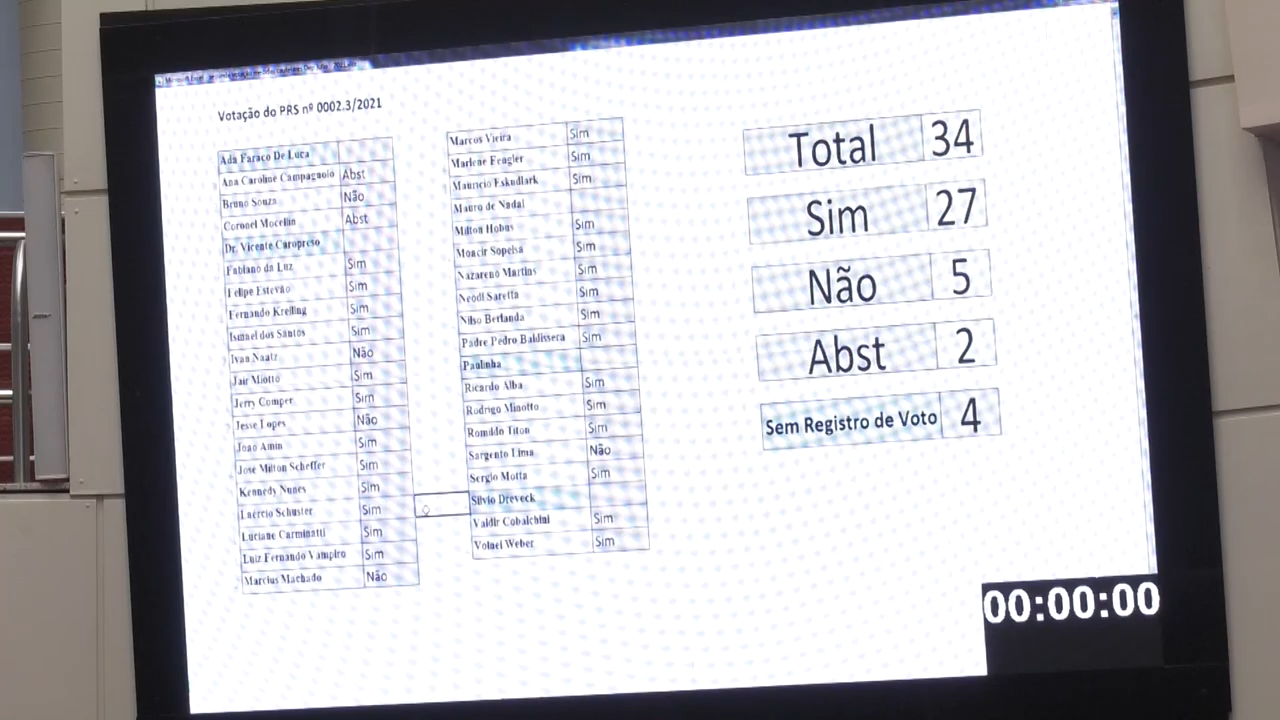 Microsoft Excel
Votação do PRS nº 0002.3/2021
Ada Faraco De Luca
Ana Caroline Campagnolo Abst
Bruno Souza Não
Coronel Mocellin Abst
Dr. Vicente Caropreso
Fabiano da Luz Sim
Felipe Estevão Sim
Fernando Krelling Sim
Ismael dos Santos Sim
Ivan Naatz Não
Jair Miotto Sim
Jerry Comper Sim
Jesse Lopes Não
João Amin Sim
José Milton Scheffer Sim
Kennedy Nunes Sim
Laercio Schuster Sim
Luciane Carminatti Sim
Luiz Fernando Vampiro Sim
Marcius Machado Não
Marcos Vieira Sim
Marlene Fengler Sim
Mauricio Eskudlark Sim
Mauro de Nadal
Milton Hobus Sim
Moacir Sopelsa Sim
Nazareno Martins Sim
Neodi Saretta Sim
Nilso Berlanda Sim
Padre Pedro Baldissera Sim
Paulinha
Ricardo Alba Sim
Rodrigo Minotto Sim
Romildo Titon Sim
Sargento Lima Não
Sergio Motta Sim
Silvio Dreveck
Valdir Cobalchini Sim
Volnei Weber Sim
Total 34
Sim 27
Não 5
Abst 2
Sem Registro de Voto 4
00:00:00